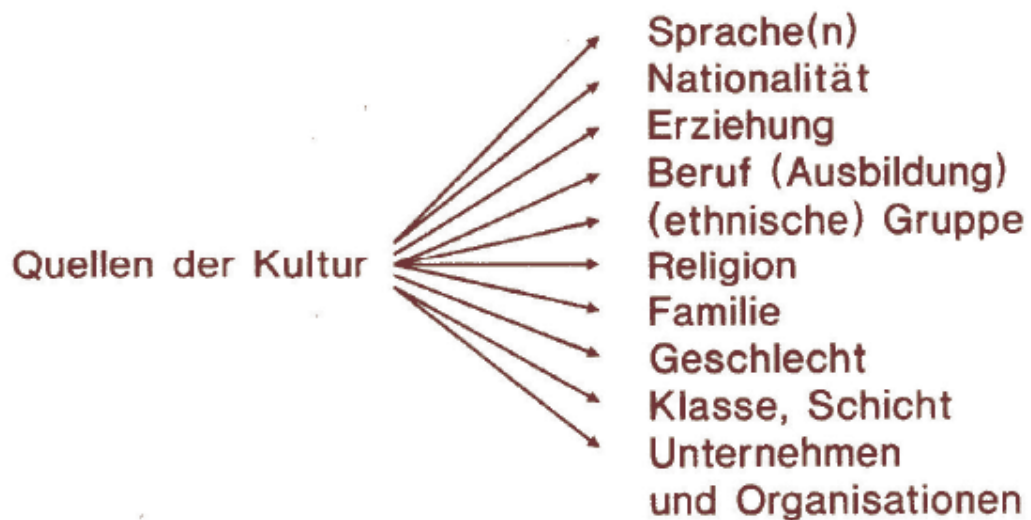 Sprache(n)
Nationalität
Erziehung
Beruf (Ausbildung)
(ethnische) Gruppe
Quellen der Kultur
Religion
Familie
Geschlecht
Klasse, Schicht
Unternehmen
und Organisationen